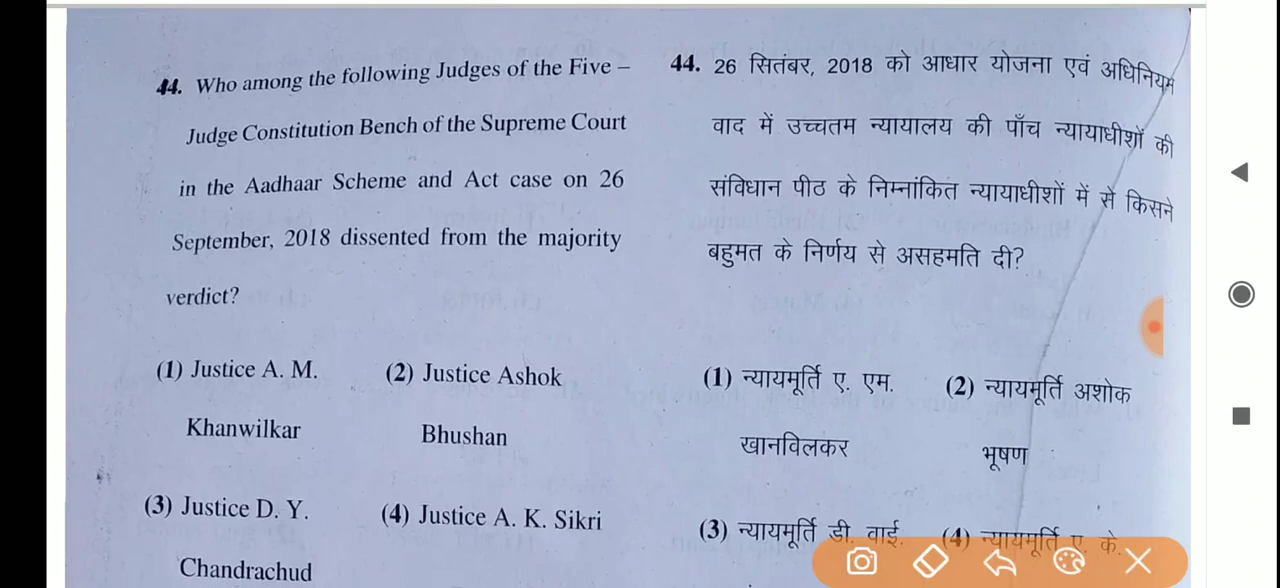 44. Who among the following Judges of the Five –
Judge Constitution Bench of the Supreme Court
in the Aadhaar Scheme and Act case on 26
September, 2018 dissented from the majority
verdict?
(1) Justice A. M. (2) Justice Ashok
Khanwilkar Bhushan
(3) Justice D. Y. (4) Justice A. K. Sikri
Chandrachud
44. 26 सितंबर, 2018 को आधार योजना एवं अधिनियम
वाद में उच्चतम न्यायालय की पाँच न्यायाधीशों की
संविधान पीठ के निम्नांकित न्यायाधीशों में से किसने
बहुमत के निर्णय से असहमति दी?
(1) न्यायमूर्ति ए. एम. (2) न्यायमूर्ति अशोक
खानविलकर भूषण
(3) न्यायमूर्ति डी. वाई. (4) न्यायमूर्ति ए. के.